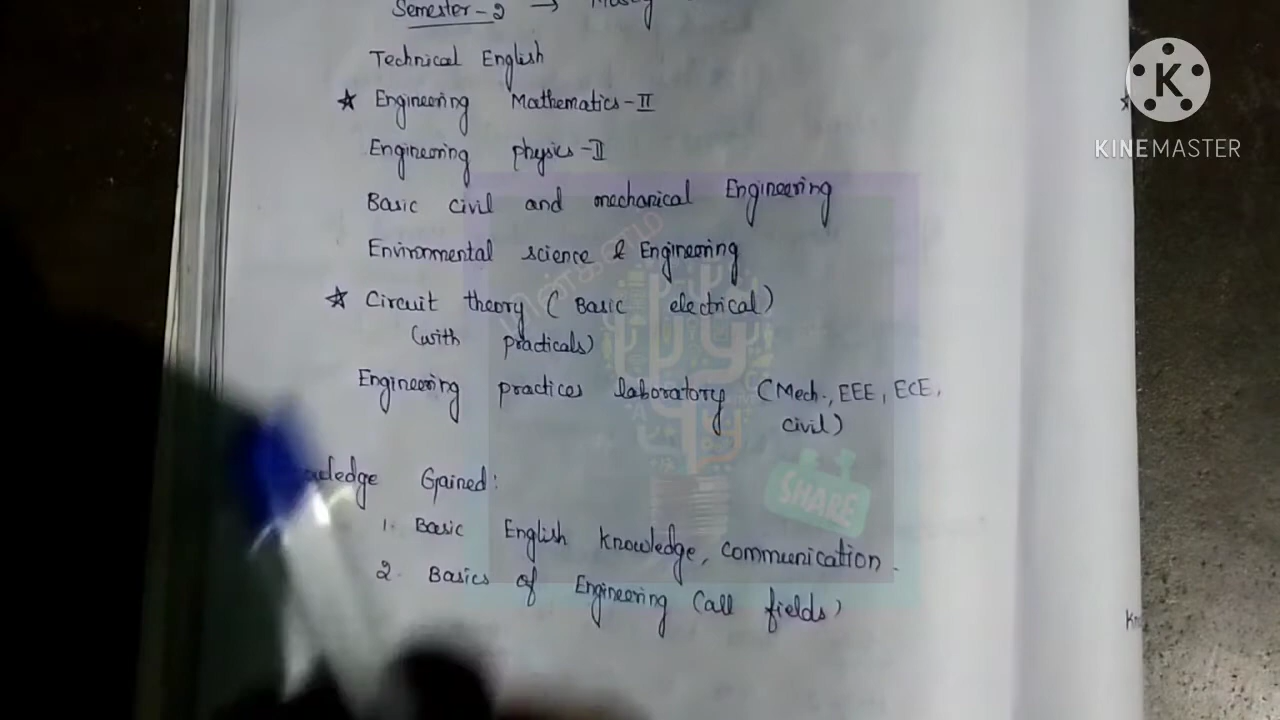 Semester-2 →
Technical English
☆ Engineering Mathematics-II
Engineering physics-II
Basic civil and mechanical Engineering
Environmental science & Engineering
☆ Circuit theory ( Basic electrical )
(with practicals)
Engineering practices laboratory (Mech., EEE, ECE,
civil)
Gained:
1. Basic English knowledge, communication.
2. Basics of Engineering (all fields)
மின்கலம்
SHARE
K
KINEMASTER